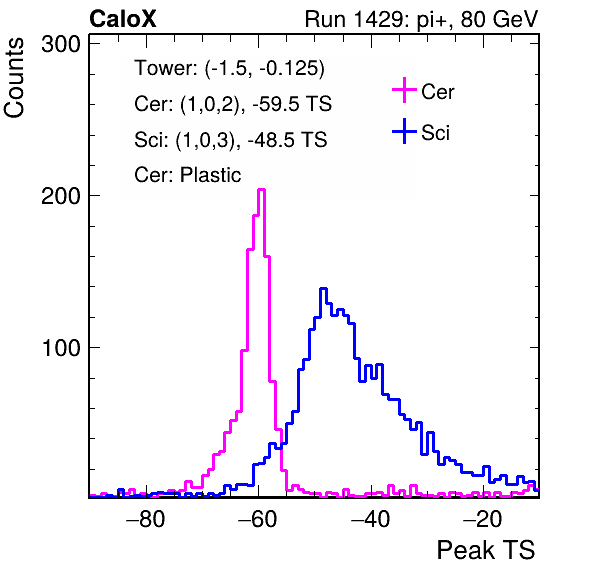 CaloX Run 1429: pi+, 80 GeV
Counts
300
200
100
Tower: (-1.5, -0.125)
Cer: (1,0,2), -59.5 TS
Sci: (1,0,3), -48.5 TS
Cer: Plastic
Cer
Sci
−80 −60 −40 −20
Peak TS